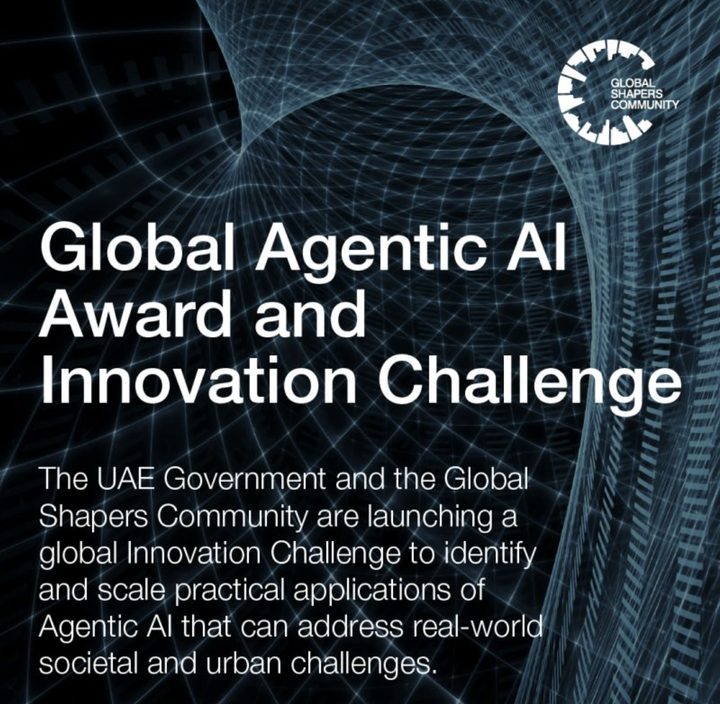 GLOBAL
SHAPERS
COMMUNITY
Global Agentic AI
Award and
Innovation Challenge
The UAE Government and the Global
Shapers Community are launching a
global Innovation Challenge to identify
and scale practical applications of
Agentic AI that can address real-world
societal and urban challenges.